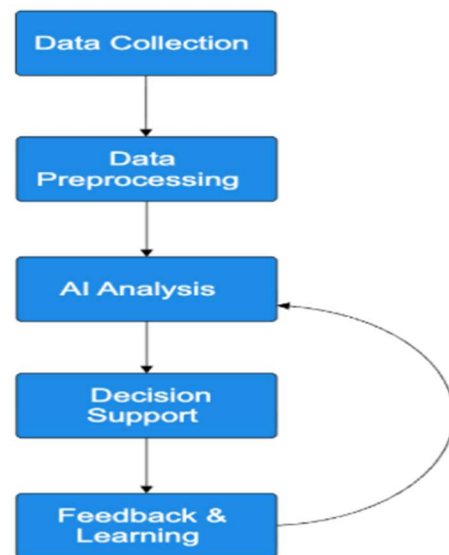 Data Collection
Data
Preprocessing
AI Analysis
Decision
Support
Feedback &
Learning